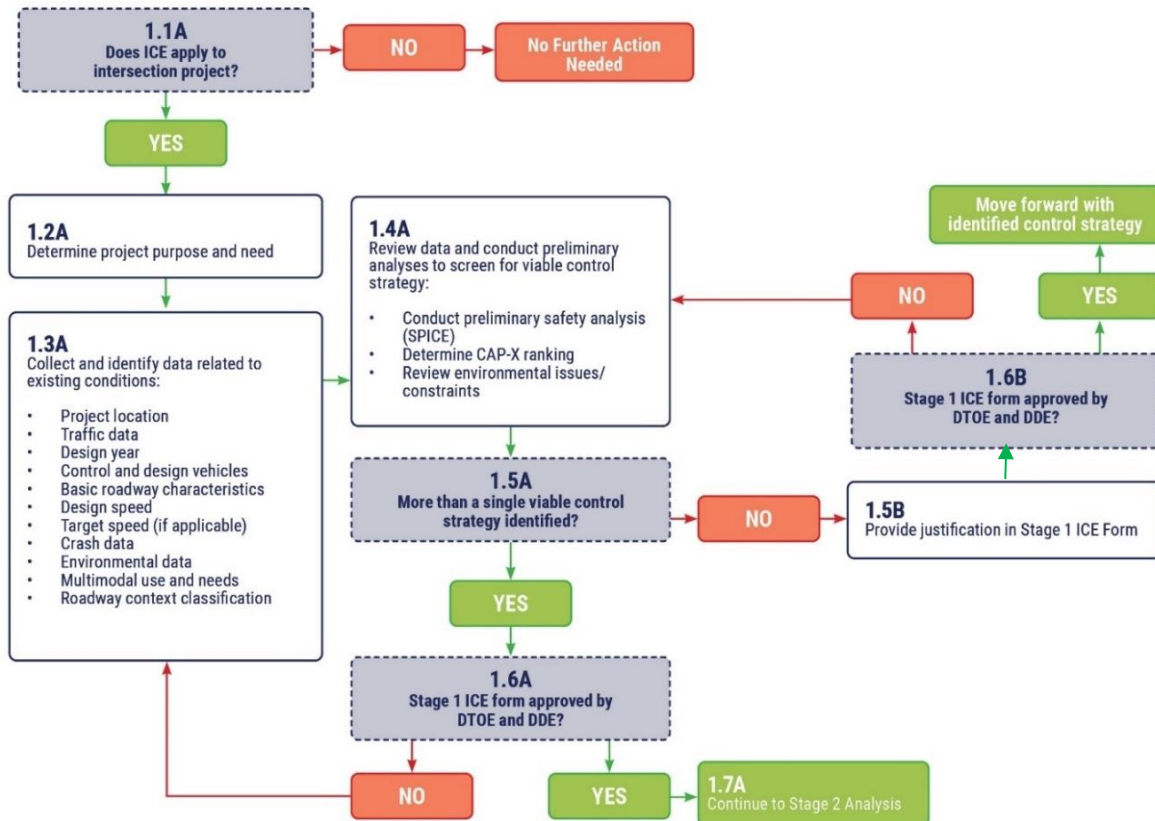 1.1A
Does ICE apply to
intersection project?
NO
No Further Action
Needed
YES
1.2A
Determine project purpose and need
1.3A
Collect and identify data related to
existing conditions:
• Project location
• Traffic data
• Design year
• Control and design vehicles
• Basic roadway characteristics
• Design speed
• Target speed (if applicable)
• Crash data
• Environmental data
• Multimodal use and needs
• Roadway context classification
1.4A
Review data and conduct preliminary
analyses to screen for viable control
strategy:
• Conduct preliminary safety analysis
(SPICE)
• Determine CAP-X ranking
• Review environmental issues/
constraints
1.5A
More than a single viable control
strategy identified?
NO
1.5B
Provide justification in Stage 1 ICE Form
1.6B
Stage 1 ICE form approved by
DTOE and DDE?
NO
YES
Move forward with
identified control strategy
YES
1.6A
Stage 1 ICE form approved by
DTOE and DDE?
NO
YES
1.7A
Continue to Stage 2 Analysis